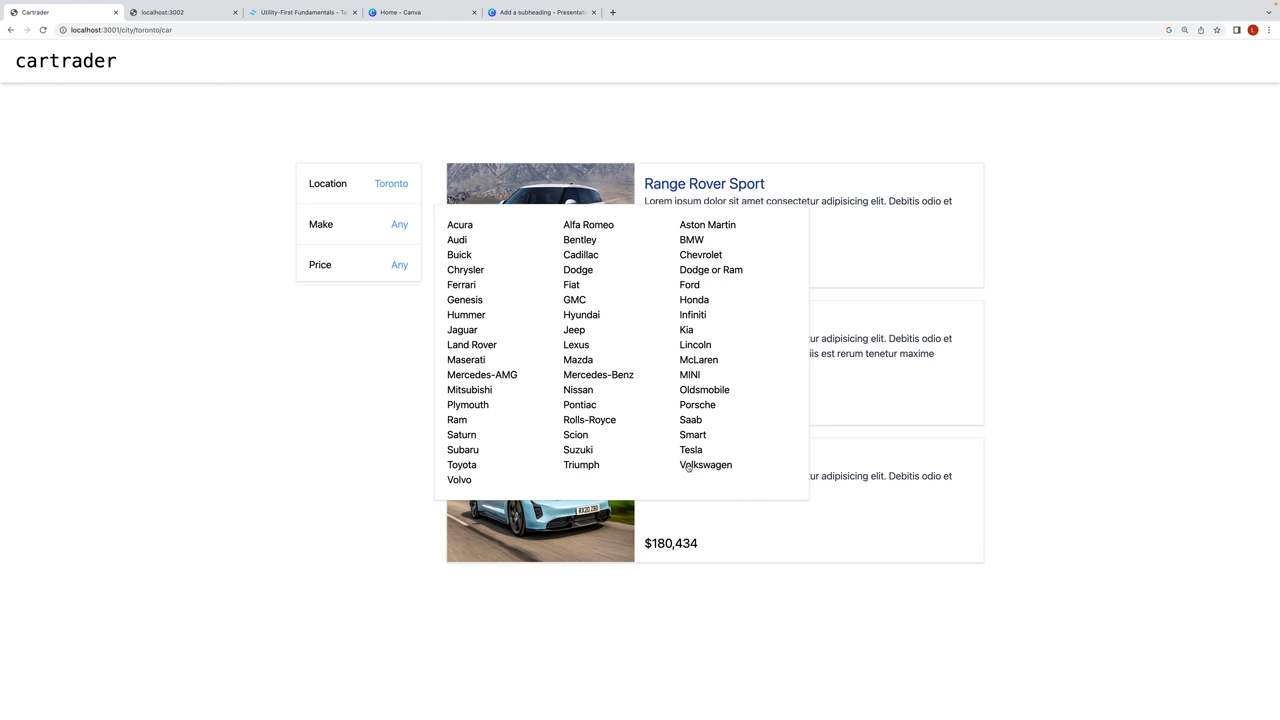 Cartrader
localhost:3002
Utility-First Fundamentals - Ta
Home - Canva
Add a subheading - Presentati
localhost:3001/city/toronto/car
L
cartrader
Location Toronto
Make Any
Price Any
Range Rover Sport
Lorem ipsum dolor sit amet consectetur adipisicing elit. Debitis odio et
Acura Alfa Romeo Aston Martin
Audi Bentley BMW
Buick Cadillac Chevrolet
Chrysler Dodge Dodge or Ram
Ferrari Fiat Ford
Genesis GMC Honda
Hummer Hyundai Infiniti
Jaguar Jeep Kia
ur adipisicing elit. Debitis odio et
Land Rover Lexus Lincoln
iis est rerum tenetur maxime
Maserati Mazda McLaren
Mercedes-AMG Mercedes-Benz MINI
Mitsubishi Nissan Oldsmobile
Plymouth Pontiac Porsche
Ram Rolls-Royce Saab
Saturn Scion Smart
Subaru Suzuki Tesla
Toyota Triumph Volkswagen
Volvo
ur adipisicing elit. Debitis odio et
RX20 ZBD
$180,434